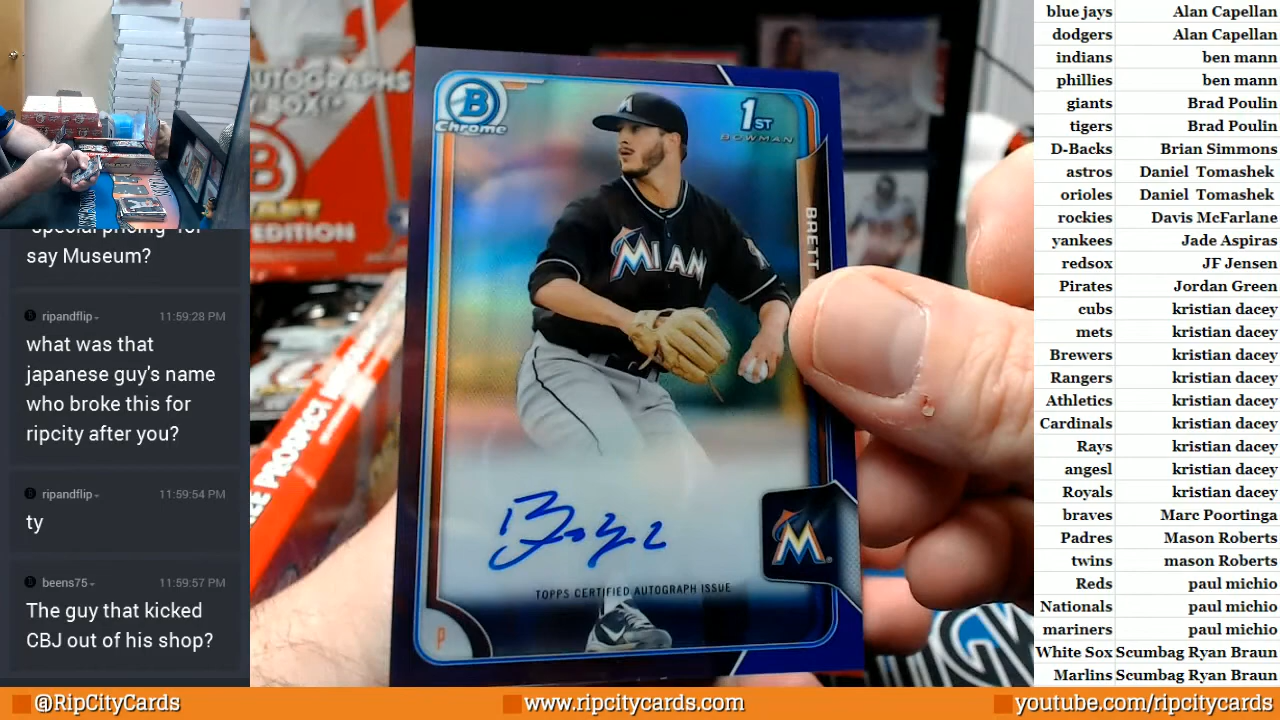 special pricing for
say Museum?
ripandflip
11:59:28 PM
what was that
japanese guy's name
who broke this for
ripcity after you?
ripandflip
11:59:54 PM
ty
beens75
11:59:57 PM
The guy that kicked
CBJ out of his shop?
AUTOGRAPHS
BOX!
B
EDITION
PROSPECT
B
Chrome
1ST
BOWMAN
BRETT
M
MIAM
TOPPS CERTIFIED AUTOGRAPH ISSUE
M
P
blue jays Alan Capellan
dodgers Alan Capellan
indians ben mann
phillies ben mann
giants Brad Poulin
tigers Brad Poulin
D-Backs Brian Simmons
astros Daniel Tomashek
orioles Daniel Tomashek
rockies Davis McFarlane
yankees Jade Aspiras
redsox JF Jensen
Pirates Jordan Green
cubs kristian dacey
mets kristian dacey
Brewers kristian dacey
Rangers kristian dacey
Athletics kristian dacey
Cardinals kristian dacey
Rays kristian dacey
angesl kristian dacey
Royals kristian dacey
braves Marc Poortinga
Padres Mason Roberts
twins mason Roberts
Reds paul michio
Nationals paul michio
mariners paul michio
White Sox Scumbag Ryan Braun
Marlins Scumbag Ryan Braun
@RipCityCards
www.ripcitycards.com
youtube.com/ripcitycards